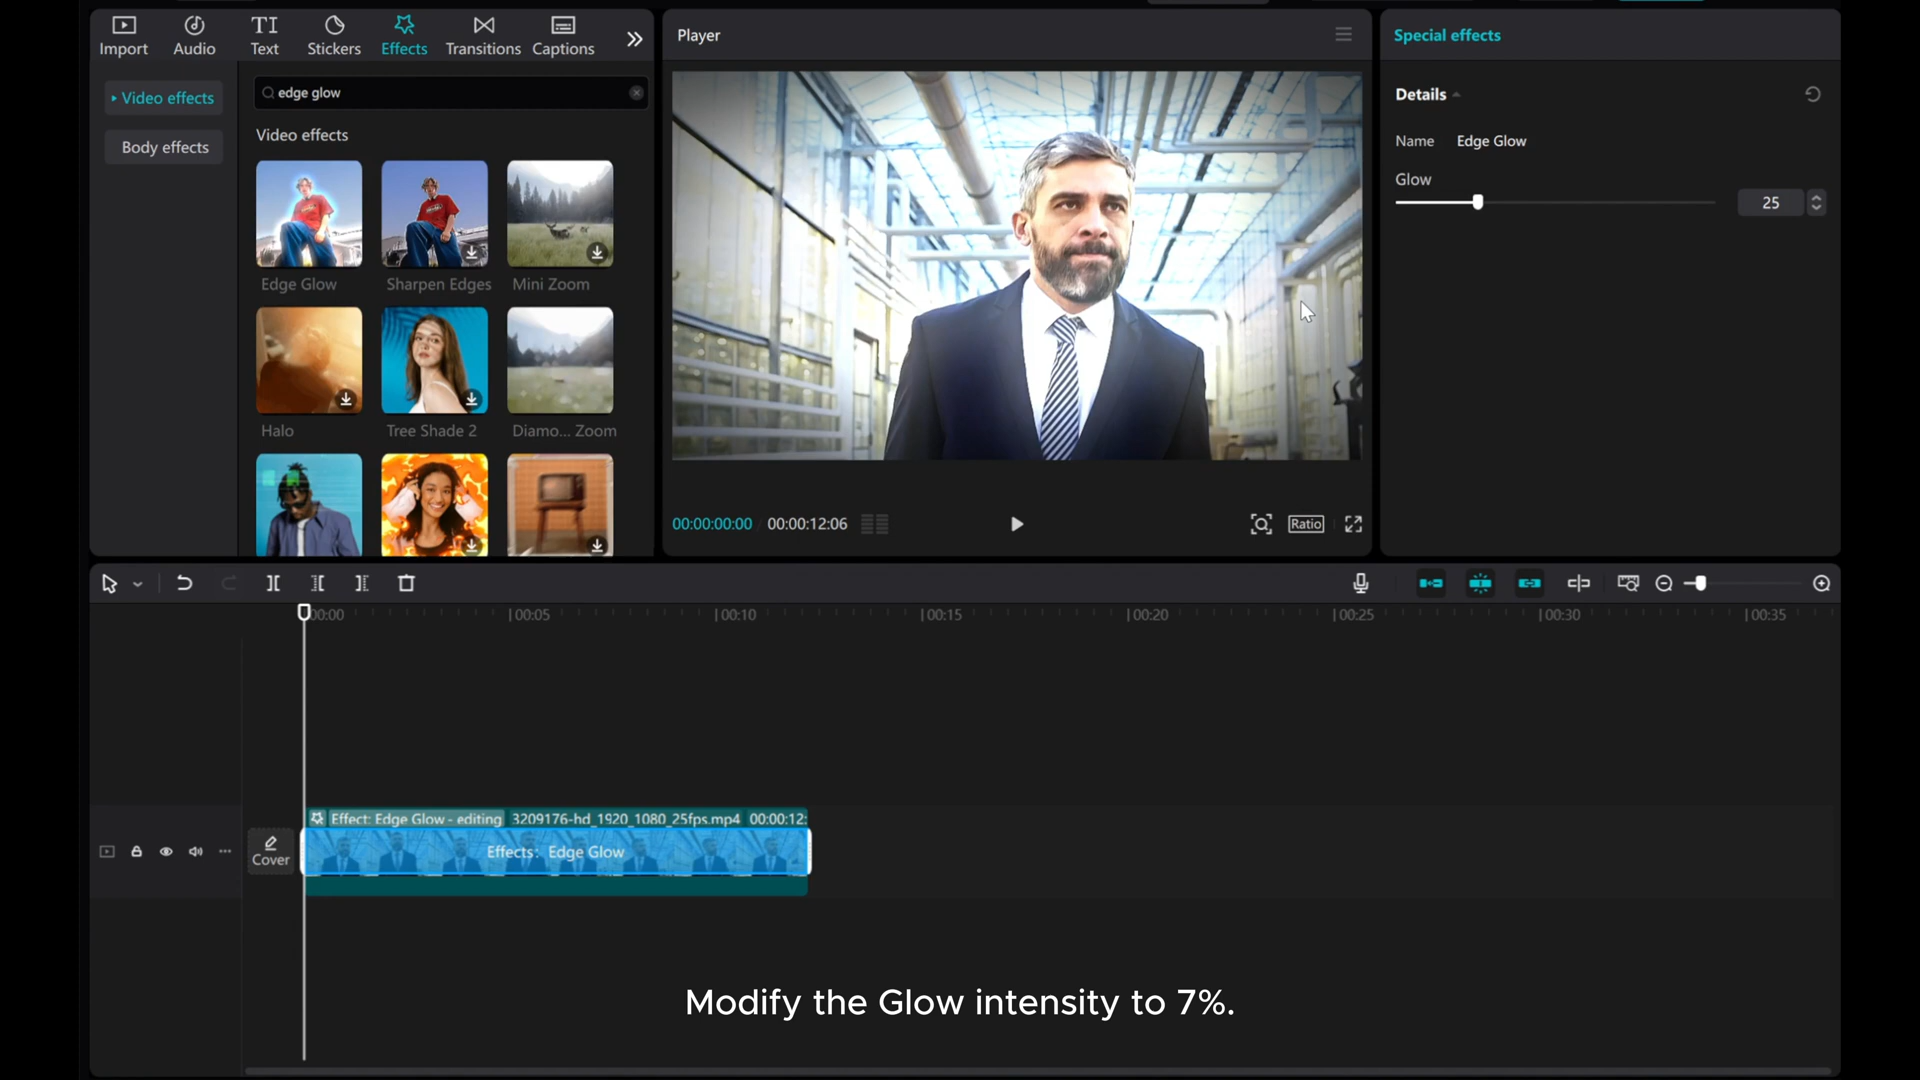 Import
Audio
Text
Stickers
Effects
Transitions
Captions
Video effects
Body effects
edge glow
Video effects
Edge Glow
Sharpen Edges
Mini Zoom
Halo
Tree Shade 2
Diamo... Zoom
Player
00:00:00:00
00:00:12:06
Ratio
Special effects
Details
Name Edge Glow
Glow
25
00:00
00:05
00:10
00:15
00:20
00:25
00:30
00:35
Cover
Effect: Edge Glow - editing 3209176-hd_1920_1080_25fps.mp4 00:00:12:
Effects: Edge Glow
Modify the Glow intensity to 7%.